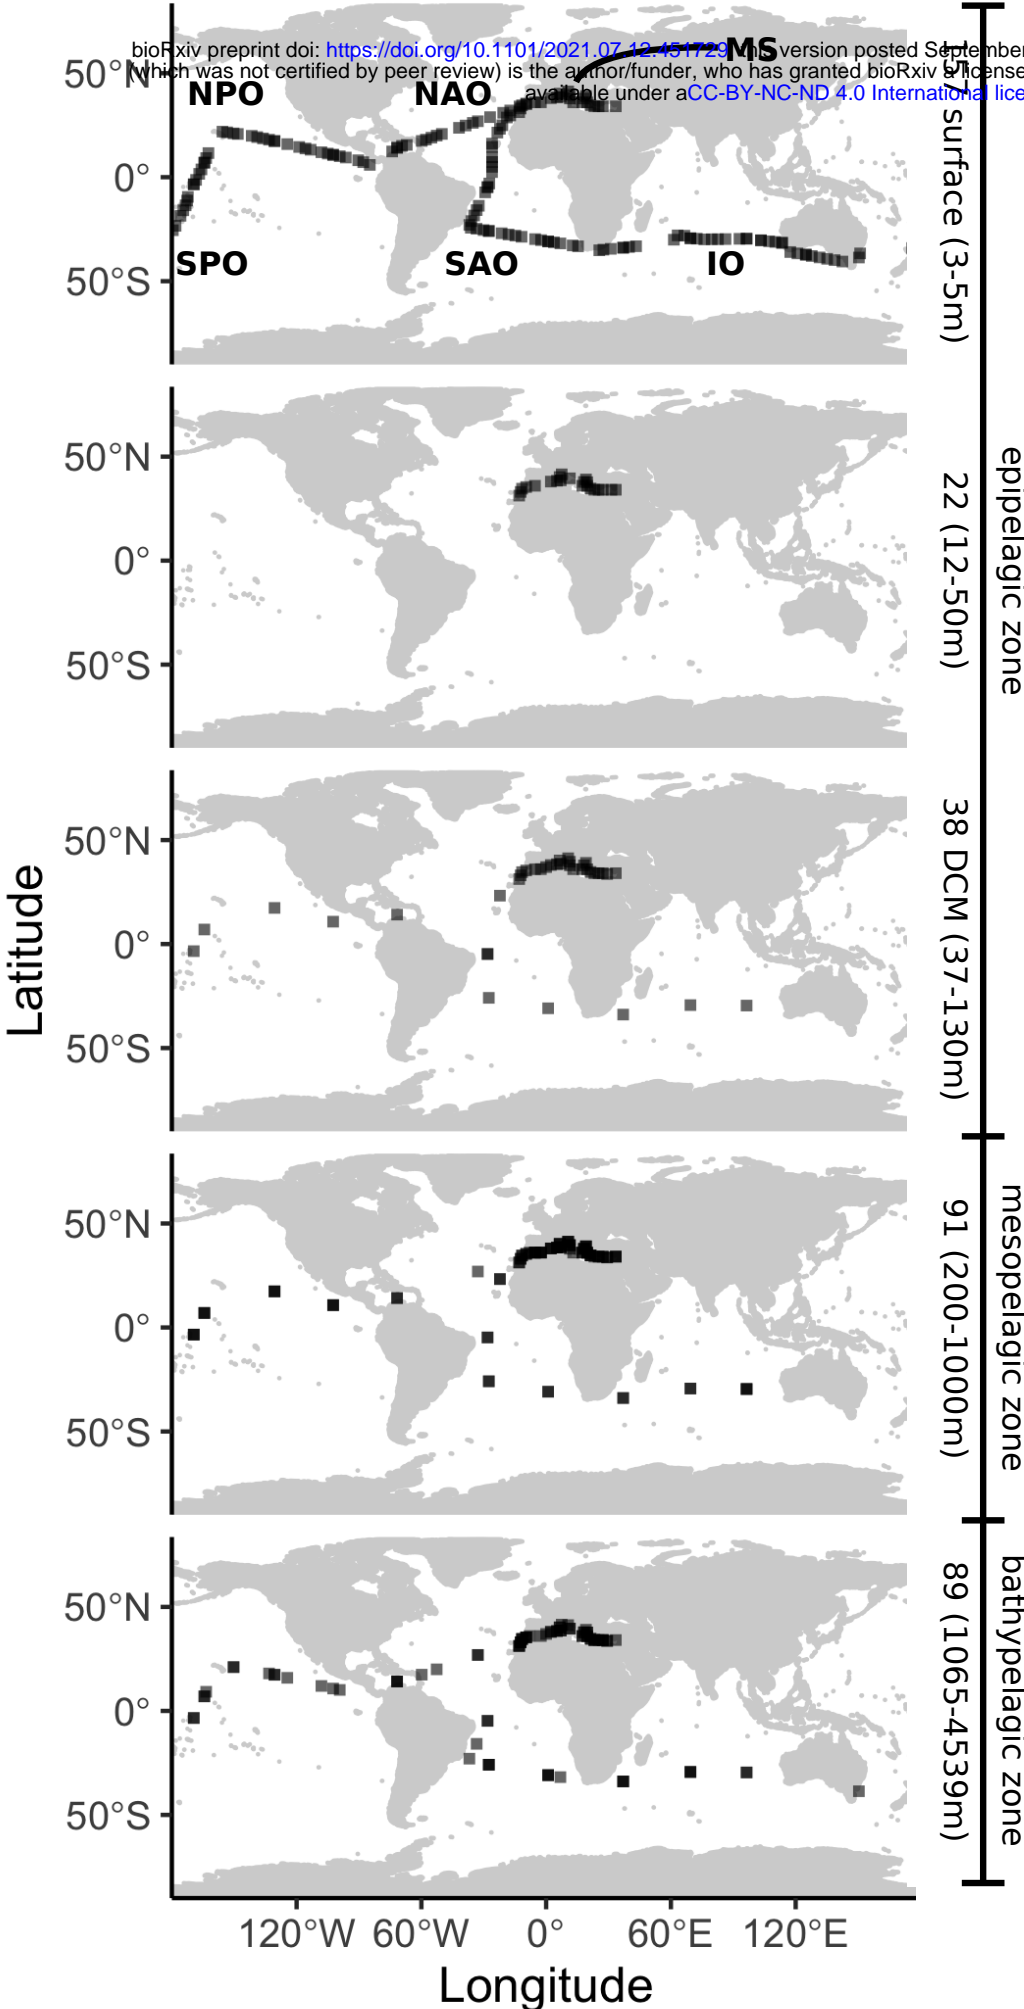 bioRxiv preprint doi: https://doi.org/10.1101/2021.07.12.451729; this version posted September
(which was not certified by peer review) is the author/funder, who has granted bioRxiv a license
available under aCC-BY-NC-ND 4.0 International lice
MS
NPO
NAO
SPO
SAO
IO
50°N
0°
50°S
157 surface (3-5m)
50°N
0°
50°S
22 (12-50m)
epipelagic zone
50°N
0°
50°S
38 DCM (37-130m)
50°N
0°
50°S
91 (200-1000m)
mesopelagic zone
50°N
0°
50°S
89 (1065-4539m)
bathypelagic zone
Latitude
120°W 60°W 0° 60°E 120°E
Longitude